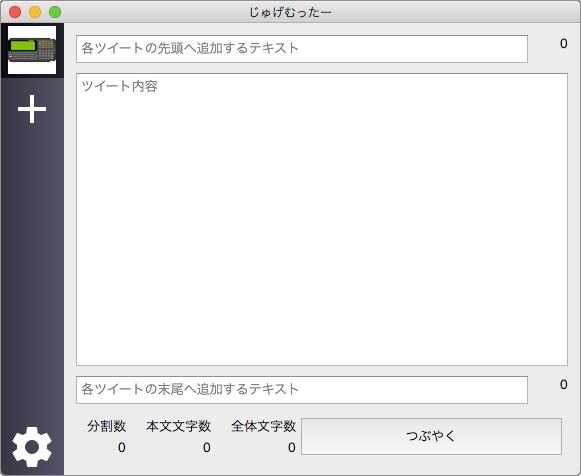 じゅげむったー
各ツイートの先頭へ追加するテキスト 0
ツイート内容
各ツイートの末尾へ追加するテキスト 0
分割数 本文文字数 全体文字数
0 0 0
つぶやく